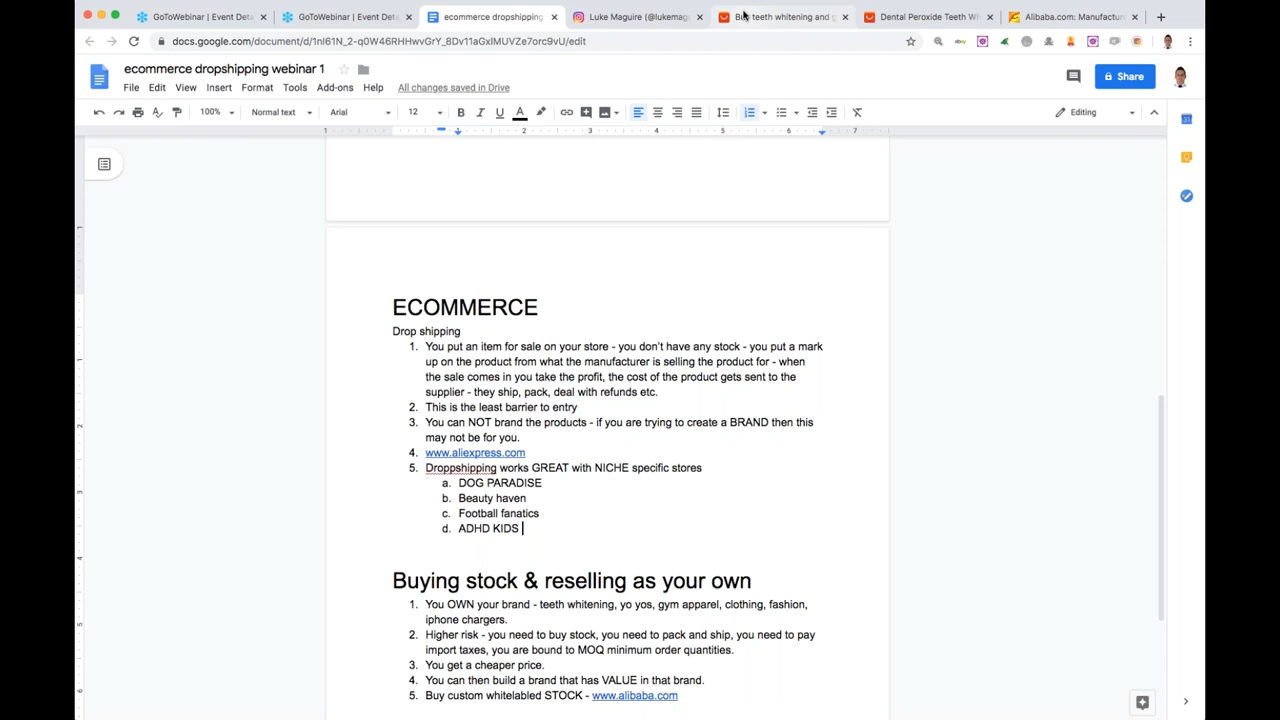 GoToWebinar | Event Deta
GoToWebinar | Event Deta
ecommerce dropshipping
Luke Maguire (@lukemag
teeth whitening and g
Dental Peroxide Teeth W
Alibaba.com: Manufactur
docs.google.com/document/d/
/edit
ecommerce dropshipping webinar 1
File Edit View Insert Format Tools Add-ons Help All changes saved in Drive
Share
100% Normal text Arial 12 Editing
1 1 2 3 4 5 6 7
ECOMMERCE
Drop shipping
1. You put an item for sale on your store - you don't have any stock - you put a mark
up on the product from what the manufacturer is selling the product for - when
the sale comes in you take the profit, the cost of the product gets sent to the
supplier - they ship, pack, deal with refunds etc.
2. This is the least barrier to entry
3. You can NOT brand the products - if you are trying to create a BRAND then this
may not be for you.
4. www.aliexpress.com
5. Droppshipping works GREAT with NICHE specific stores
a. DOG PARADISE
b. Beauty haven
c. Football fanatics
d. ADHD KIDS
Buying stock & reselling as your own
1. You OWN your brand - teeth whitening, yo yos, gym apparel, clothing, fashion,
iphone chargers.
2. Higher risk - you need to buy stock, you need to pack and ship, you need to pay
import taxes, you are bound to MOQ minimum order quantities.
3. You get a cheaper price.
4. You can then build a brand that has VALUE in that brand.
5. Buy custom whitelabled STOCK - www.alibaba.com